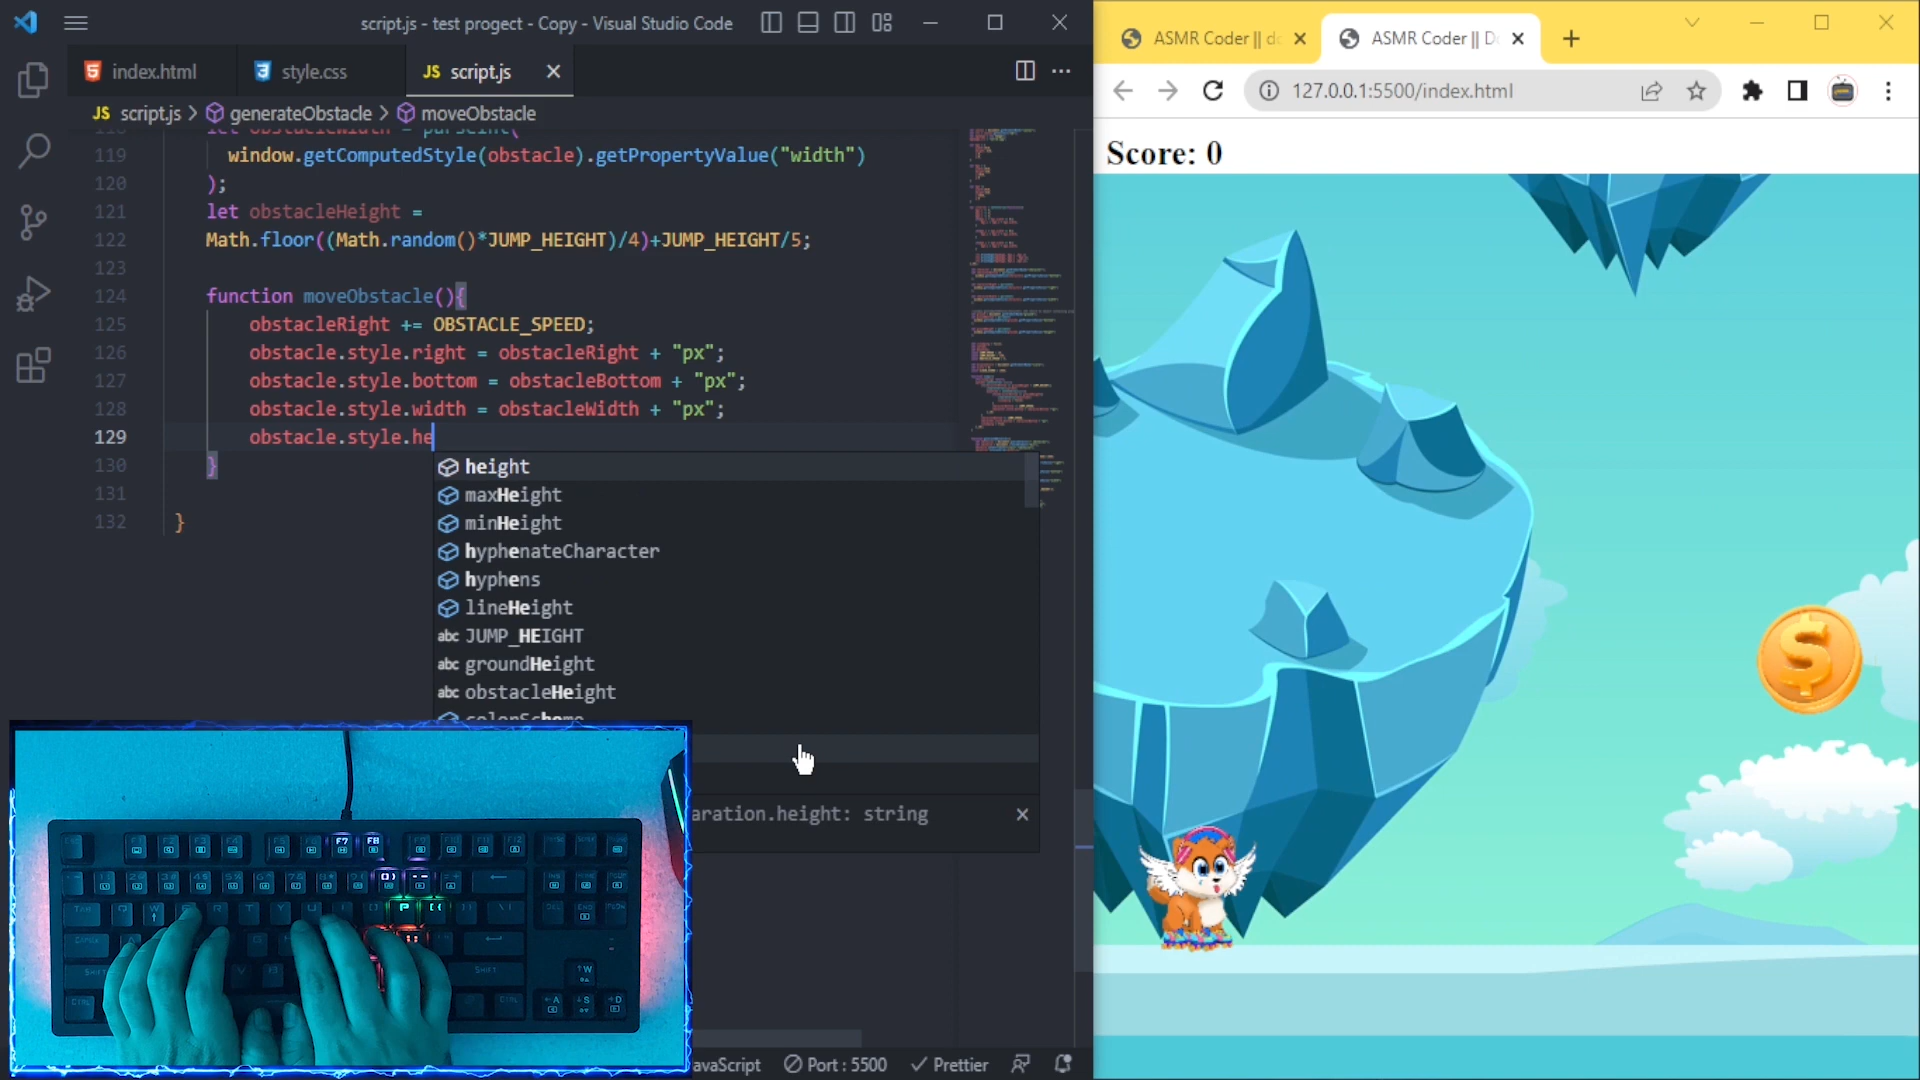 script.js - test progect - Copy - Visual Studio Code
index.html
style.css
JS script.js
JS script.js > generateObstacle > moveObstacle
119 window.getComputedStyle(obstacle).getPropertyValue("width")
120 );
121 let obstacleHeight =
122 Math.floor((Math.random()*JUMP_HEIGHT)/4)+JUMP_HEIGHT/5;
123
124 function moveObstacle(){
125 obstacleRight += OBSTACLE_SPEED;
126 obstacle.style.right = obstacleRight + "px";
127 obstacle.style.bottom = obstacleBottom + "px";
128 obstacle.style.width = obstacleWidth + "px";
129 obstacle.style.he
130 }
131
132 }
height
maxHeight
minHeight
hyphenateCharacter
hyphens
lineHeight
abc JUMP_HEIGHT
abc groundHeight
abc obstacleHeight
aration.height: string
avaScript
Port : 5500
Prettier
ASMR Coder || d
ASMR Coder || D
127.0.0.1:5500/index.html
Score: 0
$